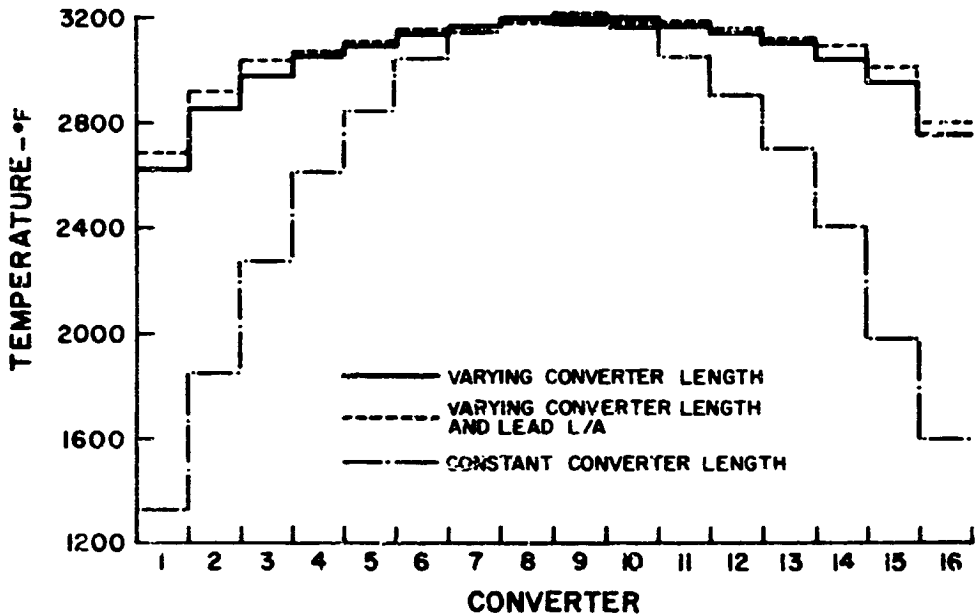 TEMPERATURE-°F
3200
2800
2400
2000
1600
1200
VARYING CONVERTER LENGTH
VARYING CONVERTER LENGTH
AND LEAD L/A
CONSTANT CONVERTER LENGTH
1 2 3 4 5 6 7 8 9 10 11 12 13 14 15 16
CONVERTER